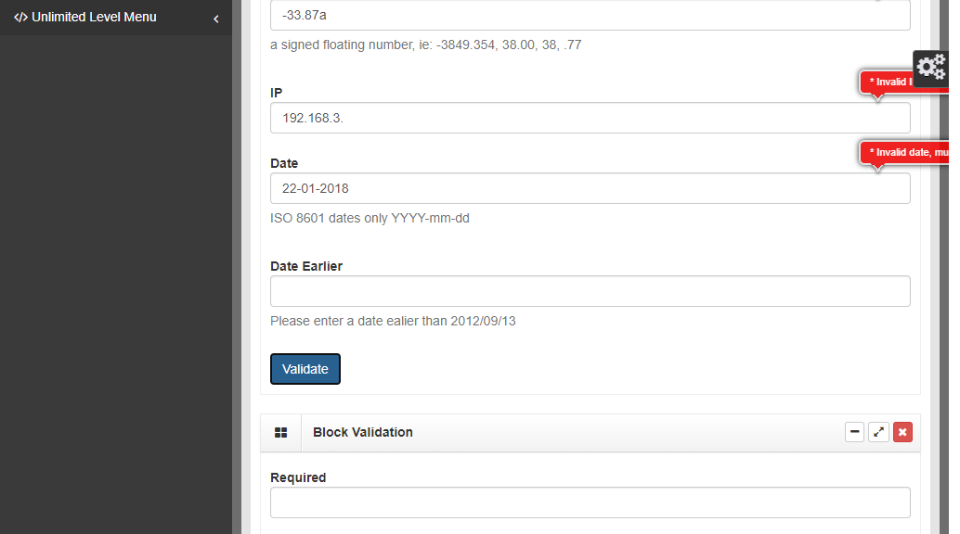 </> Unlimited Level Menu
-33.87a
a signed floating number, ie: -3849.354, 38.00, 38, .77
* Invalid
IP
192.168.3.
* Invalid date, mu
Date
22-01-2018
ISO 8601 dates only YYYY-mm-dd
Date Earlier
Please enter a date ealier than 2012/09/13
Validate
Block Validation
Required